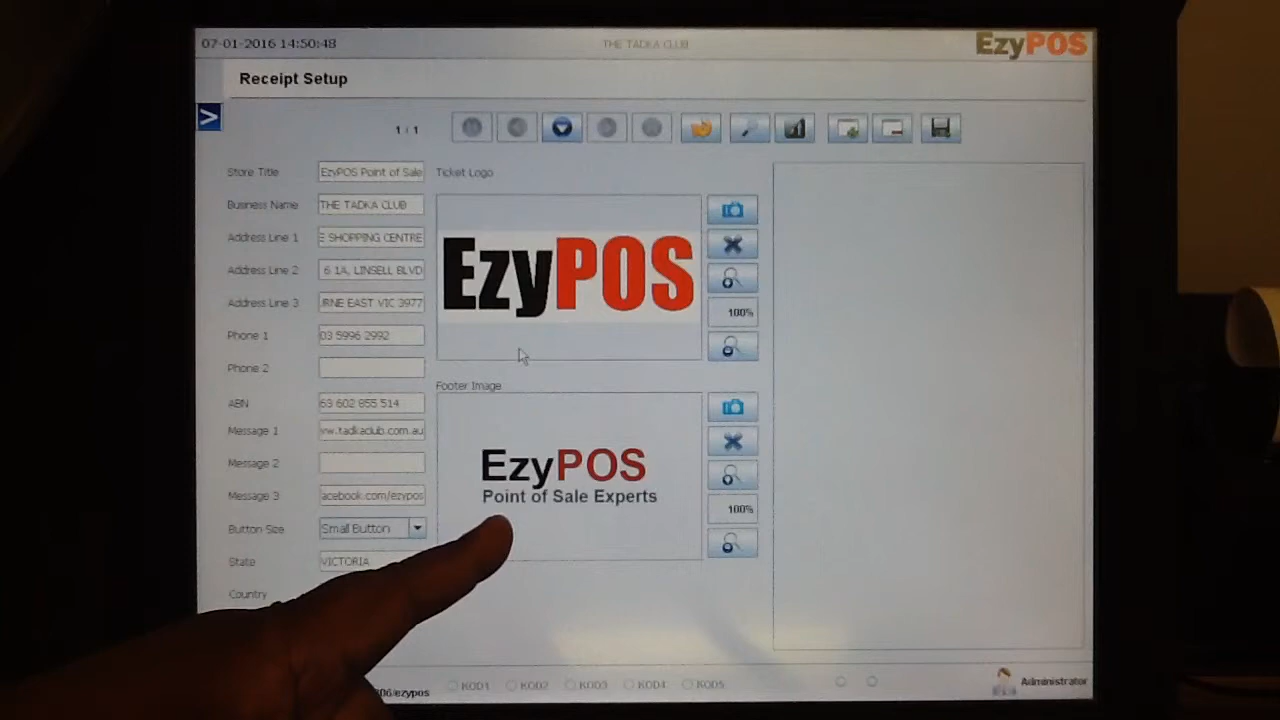 07-01-2016 14:50:48 THE TADKA CLUB EzyPOS
Receipt Setup
>
1 / 1
Store Title EzyPOS Point of Sale Ticket Logo
Business Name THE TADKA CLUB
Address Line 1 E SHOPPING CENTRE
EzyPOS
Address Line 2 6 1A, LINSELL BLVD
Address Line 3 RNE EAST VIC 3977
100%
Phone 1 03 5996 2992
Phone 2
Footer Image
ABN 63 602 855 514
Message 1 w.tadkaclub.com.au
Message 2
EzyPOS
Point of Sale Experts
Message 3 acebook.com/ezypos
100%
Button Size Small Button
State VICTORIA
Country
06/ezypos KOD1 KOD2 KOD3 KOD4 KOD5 Administrator